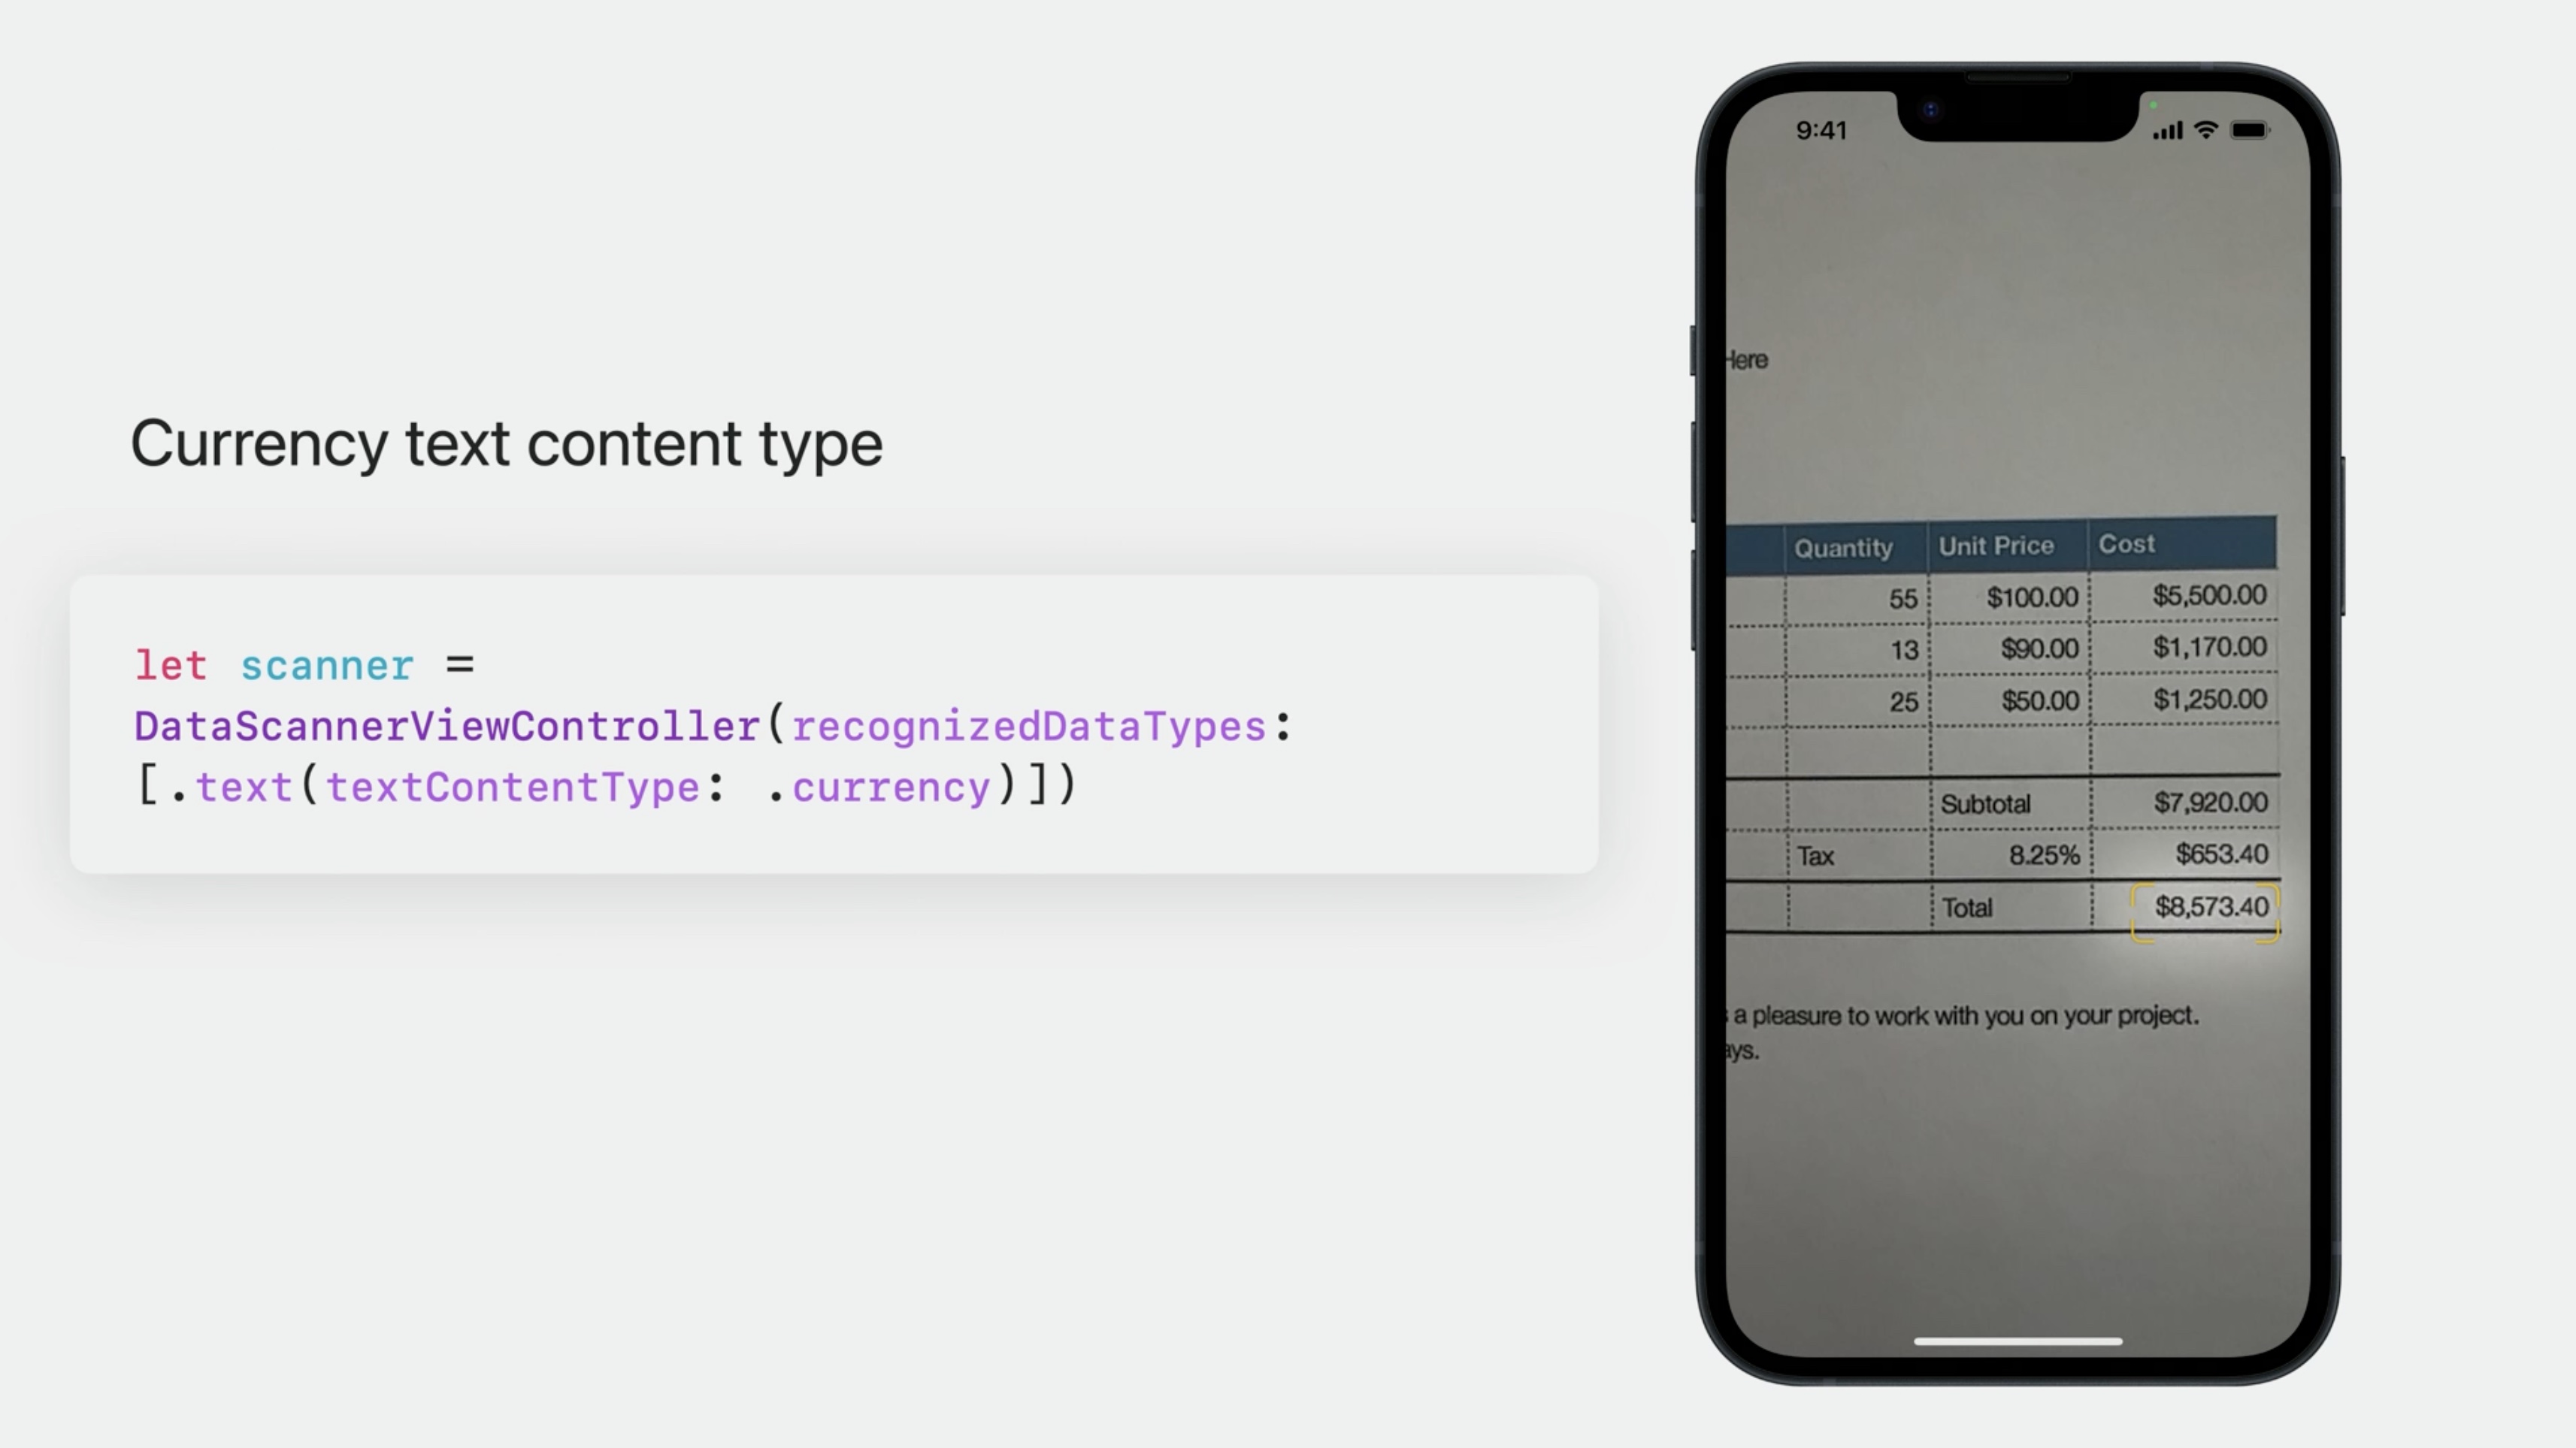 Currency text content type
let scanner =
DataScannerViewController(recognizedDataTypes:
[.text(textContentType: .currency)])
9:41
Here
Quantity Unit Price Cost
55 $100.00 $5,500.00
13 $90.00 $1,170.00
25 $50.00 $1,250.00
Subtotal $7,920.00
Tax 8.25% $653.40
Total $8,573.40
a pleasure to work with you on your project.